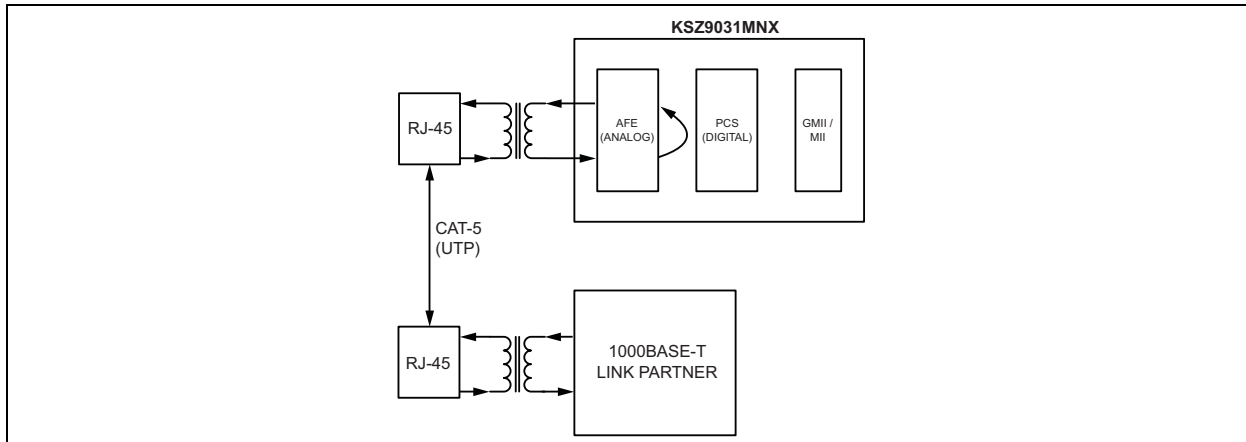 KSZ9031MNX
RJ-45
AFE
(ANALOG)
PCS
(DIGITAL)
GMII /
MII
CAT-5
(UTP)
RJ-45
1000BASE-T
LINK PARTNER